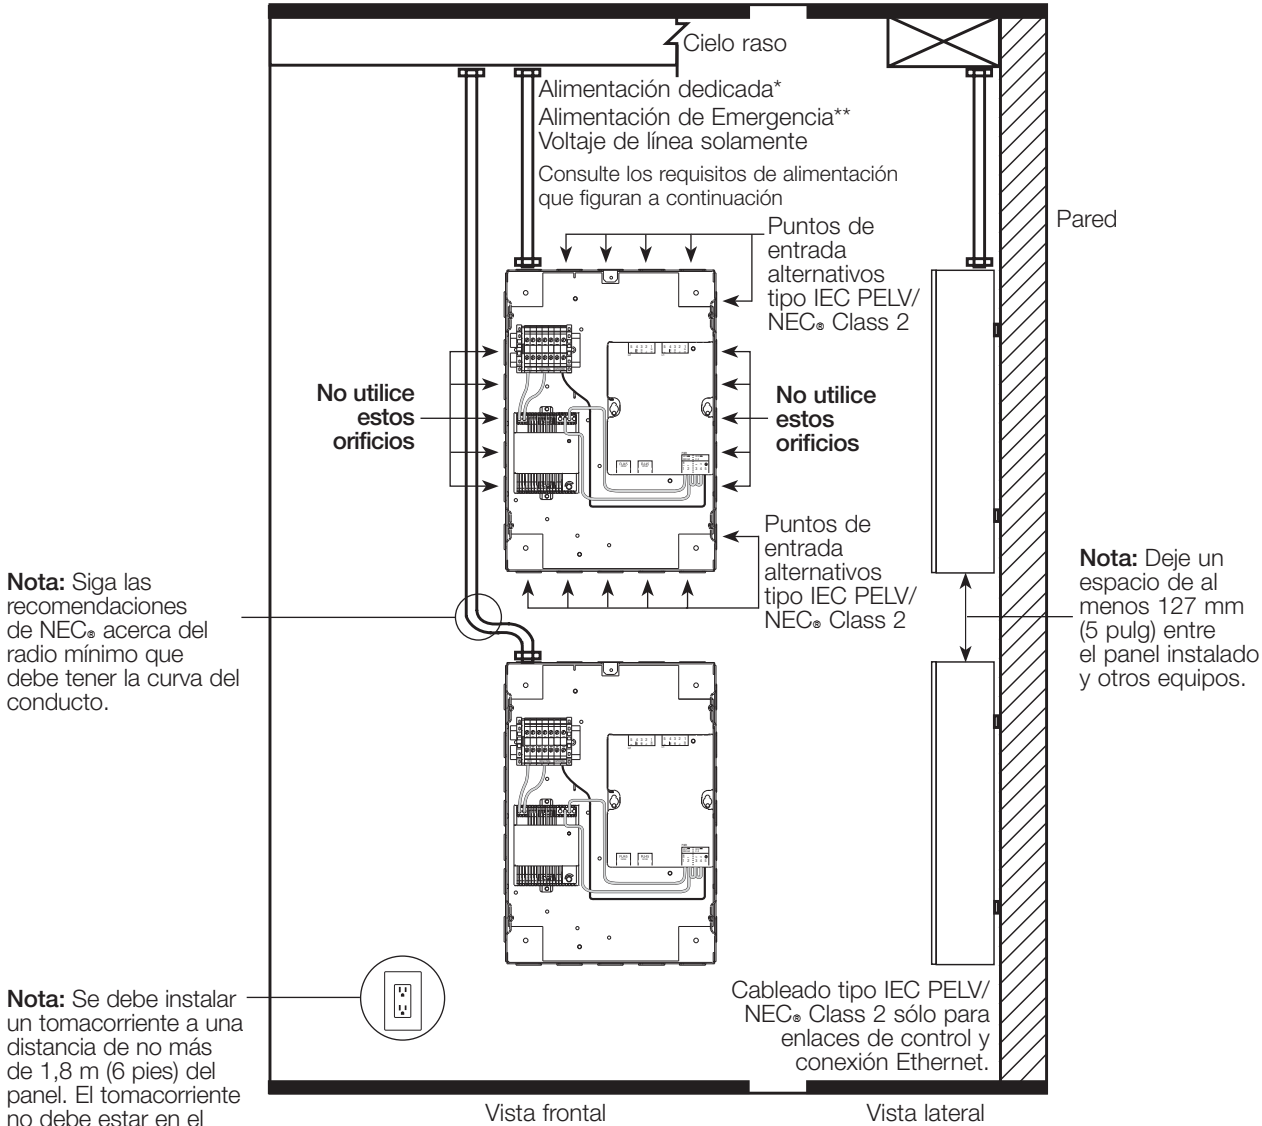 Cielo raso
Alimentación dedicada*
Alimentación de Emergencia**
Voltaje de línea solamente
Consulte los requisitos de alimentación
que figuran a continuación
Pared
Puntos de
entrada
alternativos
tipo IEC PELV/
NEC® Class 2
No utilice
estos
orificios
No utilice
estos
orificios
Puntos de
entrada
alternativos
tipo IEC PELV/
NEC® Class 2
Nota: Deje un
espacio de al
menos 127 mm
(5 pulg) entre
el panel instalado
y otros equipos.
Nota: Siga las
recomendaciones
de NEC® acerca del
radio mínimo que
debe tener la curva del
conducto.
Nota: Se debe instalar
un tomacorriente a una
distancia de no más
de 1,8 m (6 pies) del
panel. El tomacorriente
no debe estar en el
Cableado tipo IEC PELV/
NEC® Class 2 sólo para
enlaces de control y
conexión Ethernet.
Vista frontal
Vista lateral